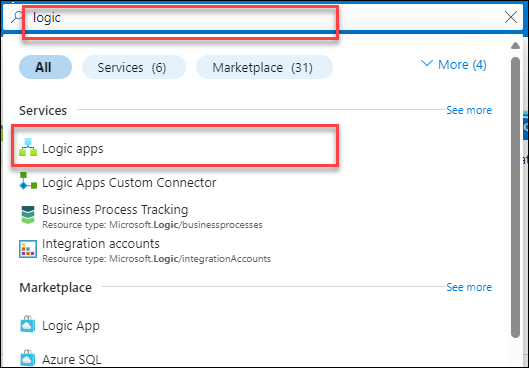 logic
All Services (6) Marketplace (31) More (4)
Services See more
Logic apps
Logic Apps Custom Connector
Business Process Tracking
Resource type: Microsoft.Logic/businessprocesses
Integration accounts
Resource type: Microsoft.Logic/integrationAccounts
Marketplace See more
Logic App
Azure SQL